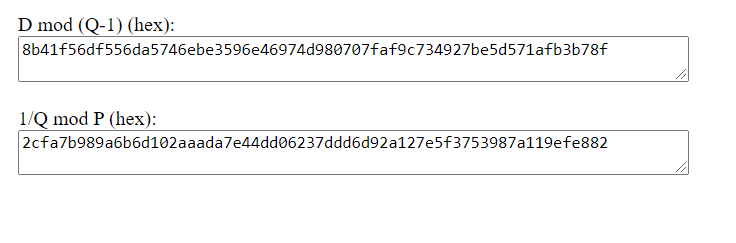 D mod (Q-1) (hex):
8b41f56df556da5746ebe3596e46974d980707faf9c734927be5d571afb3b78f
1/Q mod P (hex):
2cfa7b989a6b6d102aaada7e44dd06237ddd6d92a127e5f3753987a119efe882